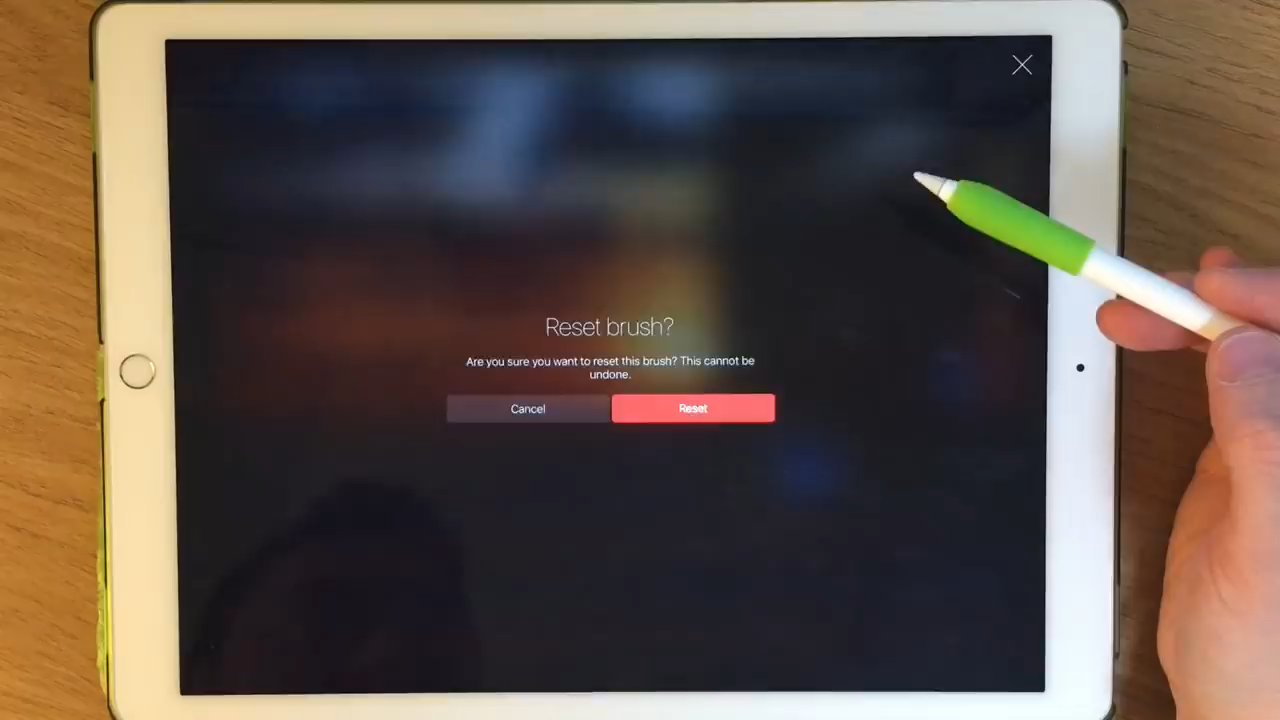 Reset brush?
Are you sure you want to reset this brush? This cannot be
undone.
Cancel
Reset